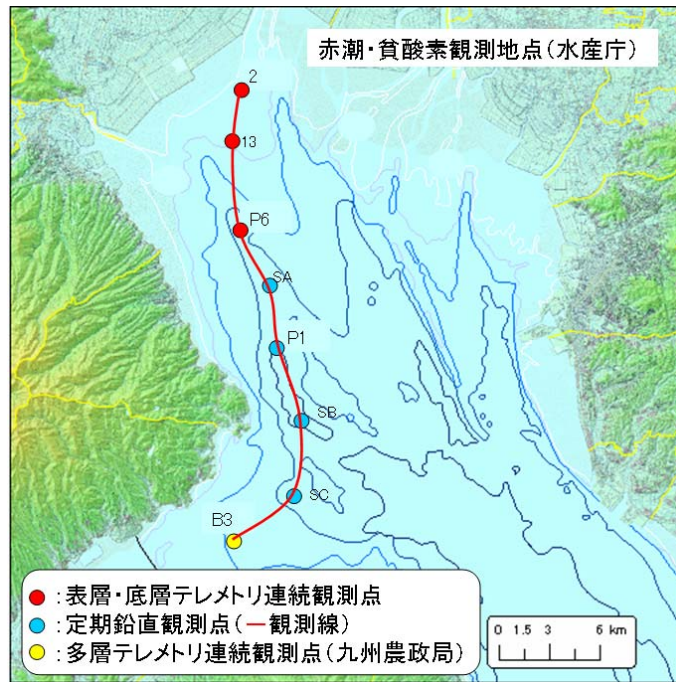 赤潮・貧酸素観測地点(水産庁)
2
13
P6
SA
P1
SB
SC
B3
:表層・底層テレメトリ連続観測点
:定期鉛直観測点(ー観測線)
:多層テレメトリ連続観測点(九州農政局)
0 1.5 3 6 km